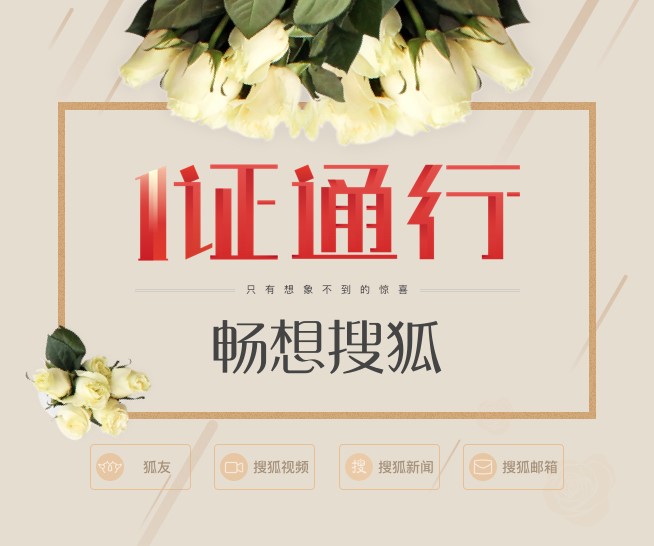 1证通行
只有想象不到的惊喜
畅想搜狐
狐友
搜狐视频
搜 搜狐新闻
搜狐邮箱